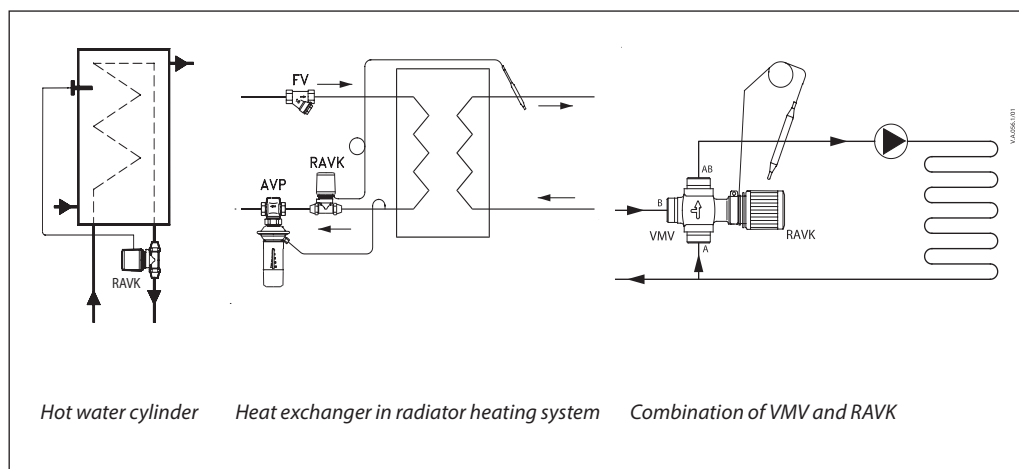 RAVK
Hot water cylinder
FV
RAVK
AVP
Heat exchanger in radiator heating system
AB
B
VMV
A
RAVK
Combination of VMV and RAVK
V.A.056.1/01